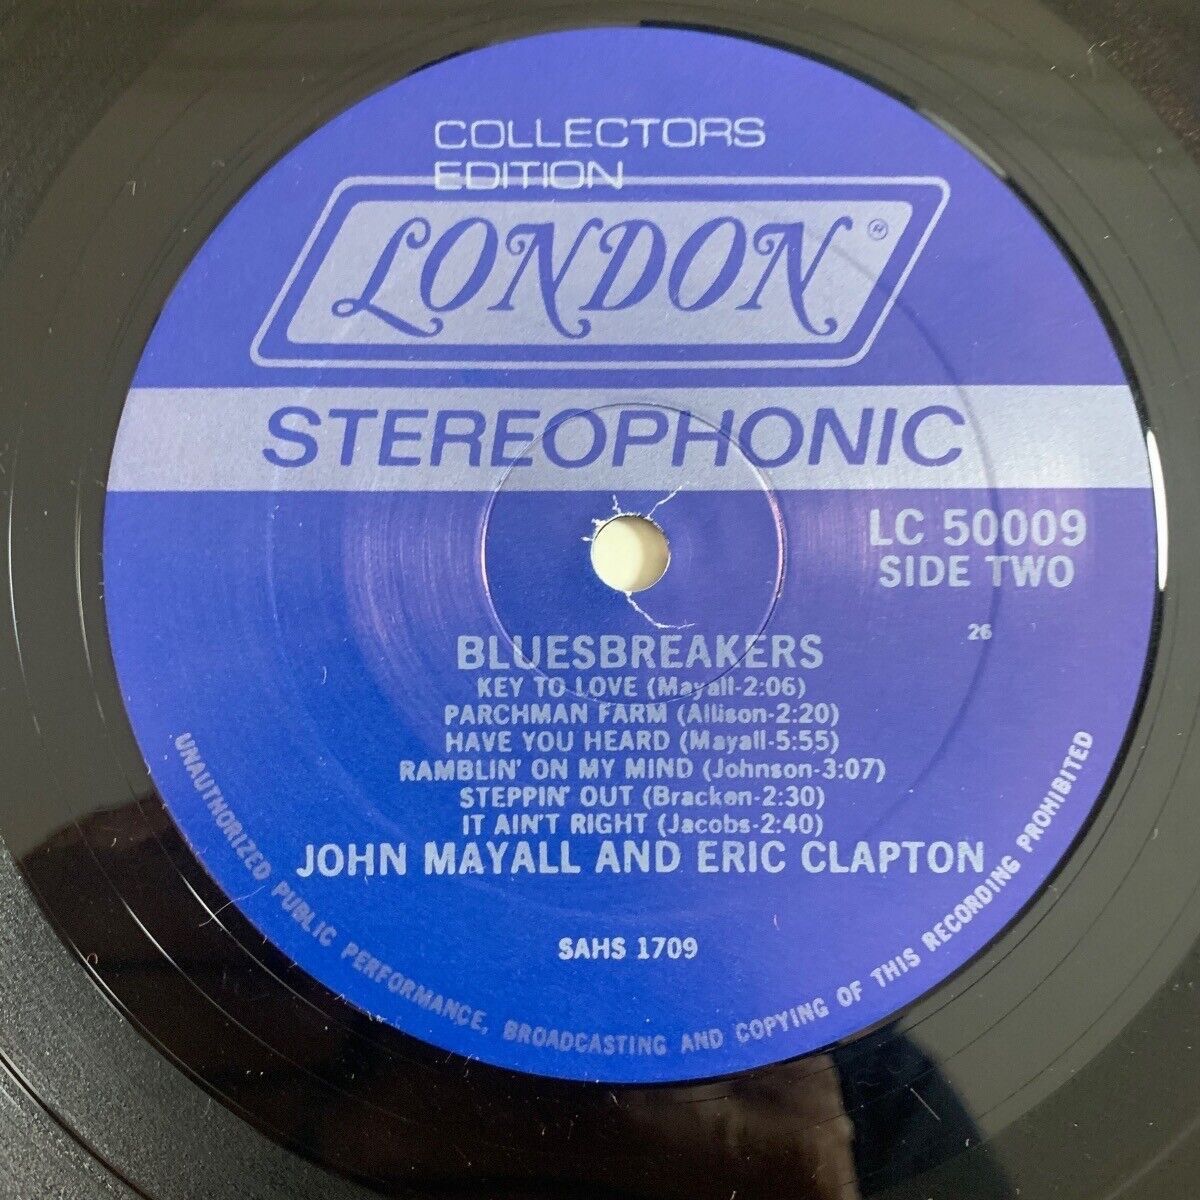 COLLECTORS
EDITION
LONDON®
STEREOPHONIC
LC 50009
SIDE TWO
26
BLUESBREAKERS
KEY TO LOVE (Mayall-2:06)
PARCHMAN FARM (Allison-2:20)
HAVE YOU HEARD (Mayall-5:55)
RAMBLIN' ON MY MIND (Johnson-3:07)
STEPPIN' OUT (Bracken-2:30)
IT AIN'T RIGHT (Jacobs-2:40)
JOHN MAYALL AND ERIC CLAPTON
SAHS 1709
UNAUTHORIZED PUBLIC PERFORMANCE, BROADCASTING AND COPYING OF THIS RECORDING PROHIBITED